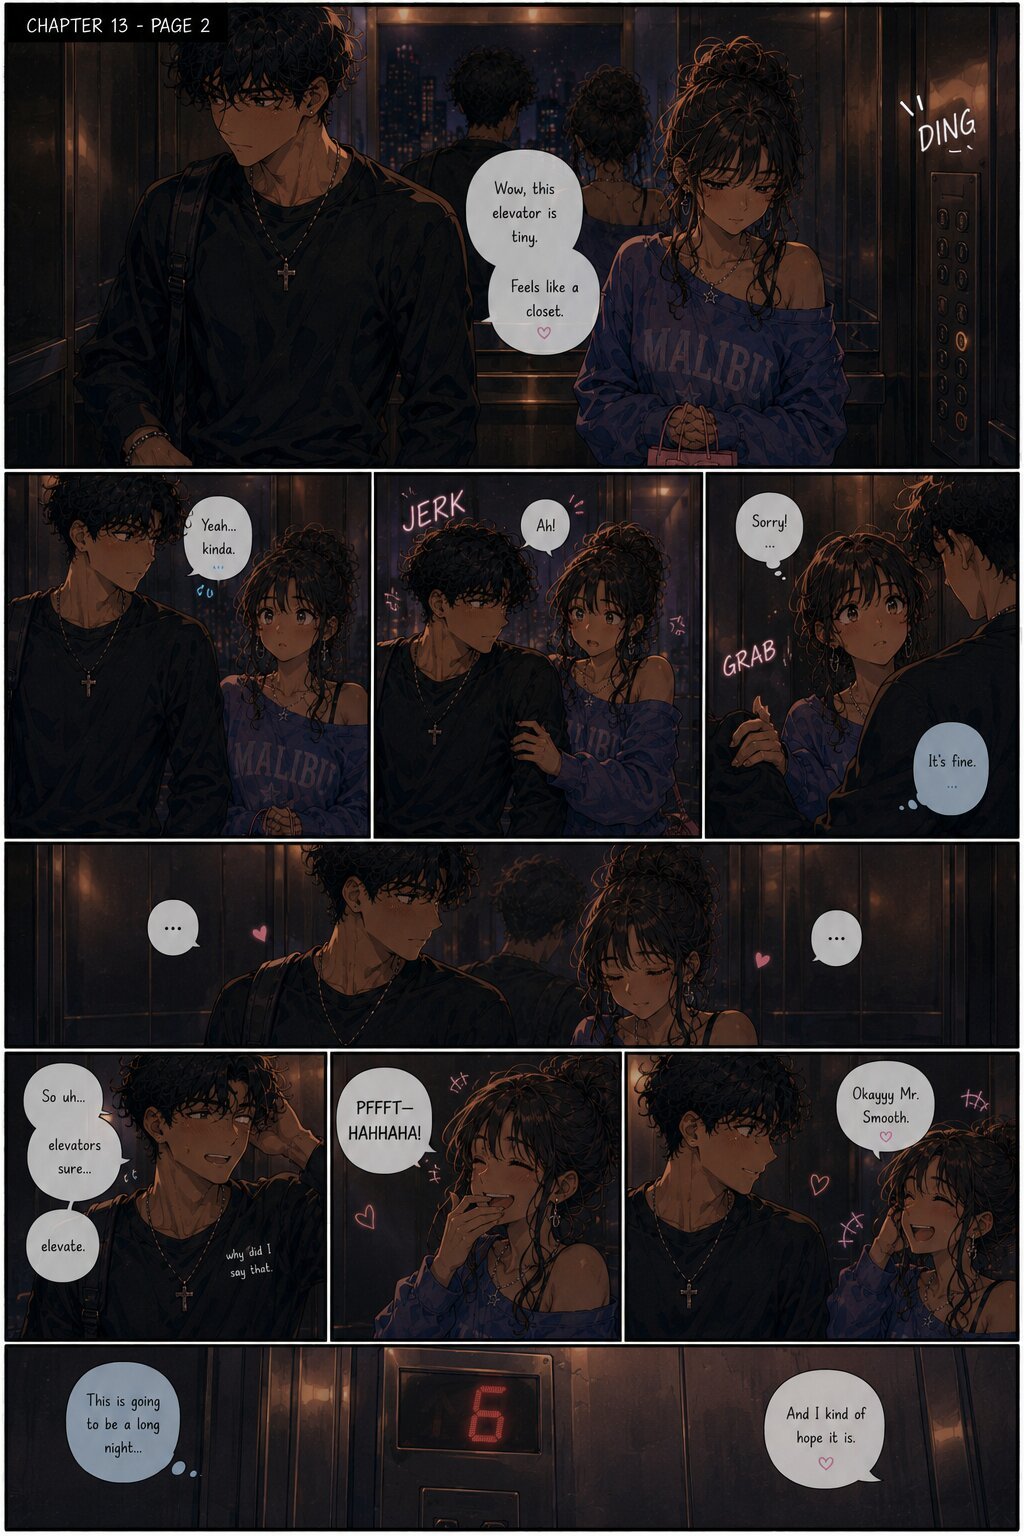 CHAPTER 13 - PAGE 2
DING
Wow, this
elevator is
tiny.
Feels like a
closet.
♡
MALIBU
Yeah...
kinda.
...
MALIBU
JERK
Ah!
Sorry!
...
GRAB
It's fine.
...
...
...
So uh...
elevators
sure...
elevate.
why did I
say that.
PFFFT—
HAHHAHA!
Okayyy Mr.
Smooth.
♡
This is going
to be a long
night...
6
And I kind of
hope it is.
♡